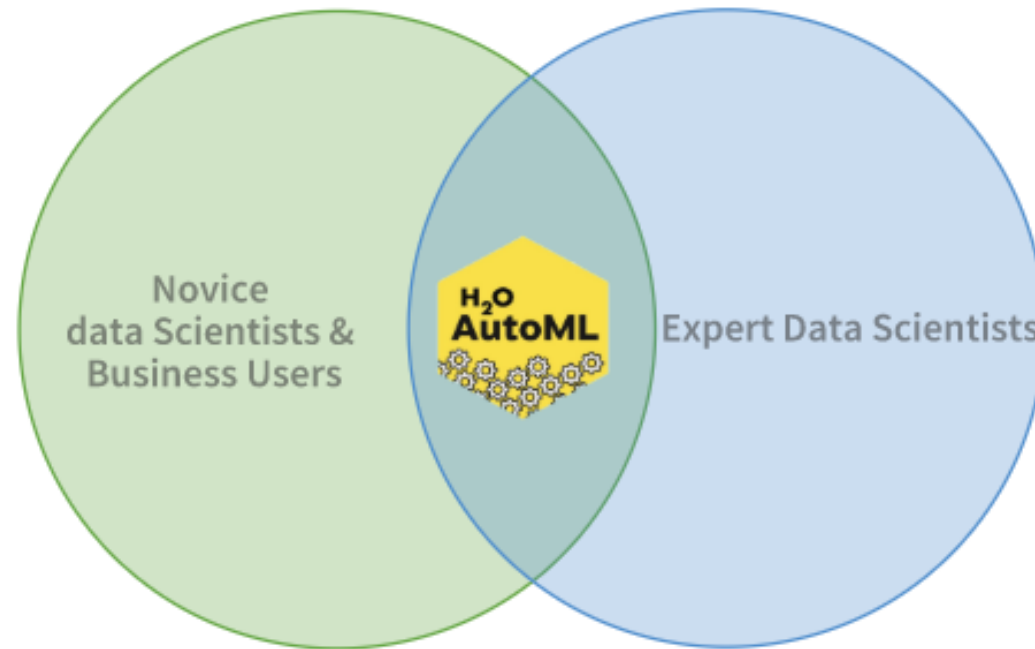 Novice
data Scientists &
Business Users
H₂O
AutoML
Expert Data Scientists